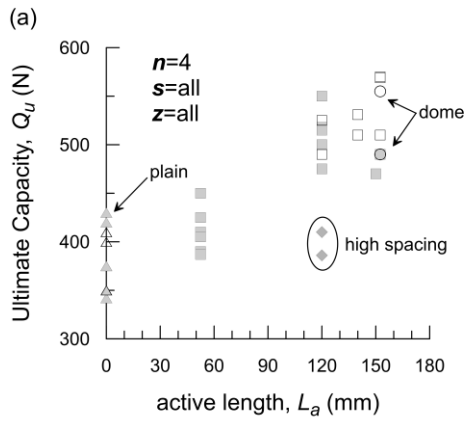 (a)
600
500
400
300
Ultimate Capacity, Qu (N)
n=4
s=all
z=all
plain
dome
high spacing
0 30 60 90 120 150 180
active length, La (mm)